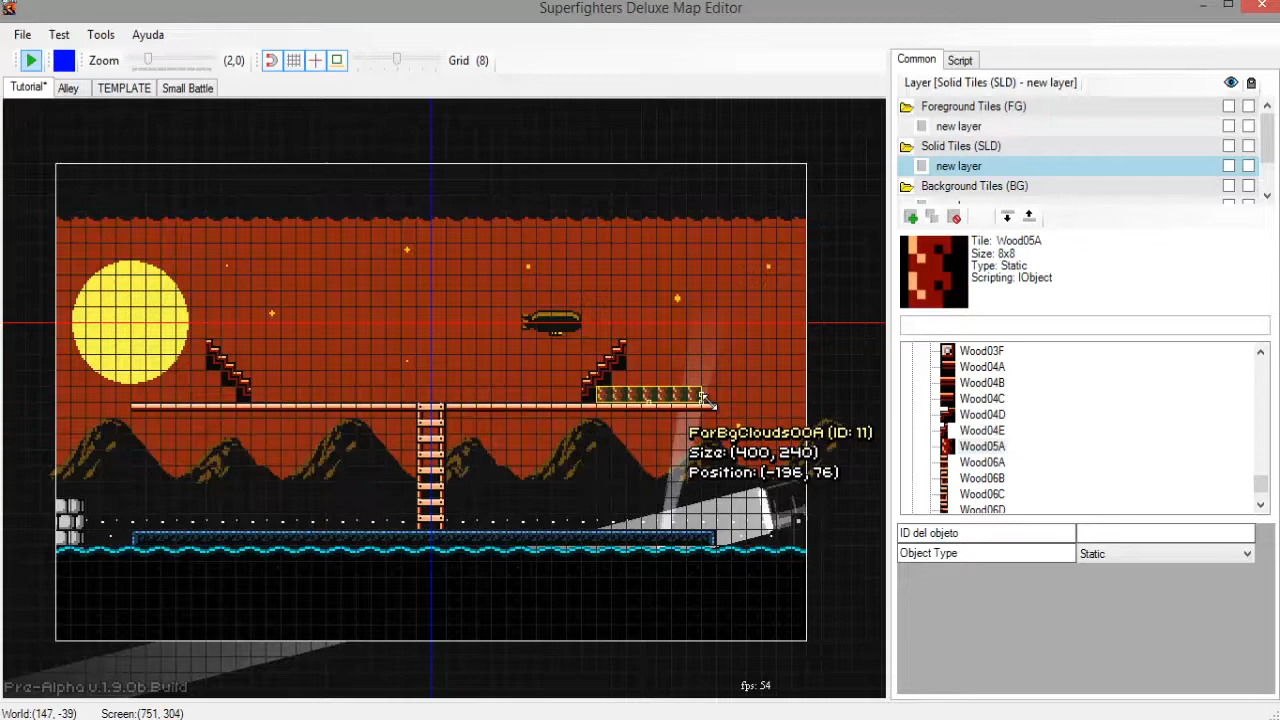 Superfighters Deluxe Map Editor
File Test Tools Ayuda
Zoom (2,0) Grid (8)
Tutorial* Alley TEMPLATE Small Battle
Common Script
Layer [Solid Tiles (SLD) - new layer]
Foreground Tiles (FG)
new layer
Solid Tiles (SLD)
new layer
Background Tiles (BG)
Tile: Wood05A
Size: 8x8
Type: Static
Scripting: IObject
Wood03F
Wood04A
Wood04B
Wood04C
Wood04D
Wood04E
Wood05A
Wood06A
Wood06B
Wood06C
Wood06D
FarBgClouds00A (ID: 11)
Size: (400, 240)
Position: (-196, 76)
ID del objeto
Object Type Static
Pre-Alpha v.1.9.0b Build
fps: 54
World:(147, -39) Screen:(751, 304)